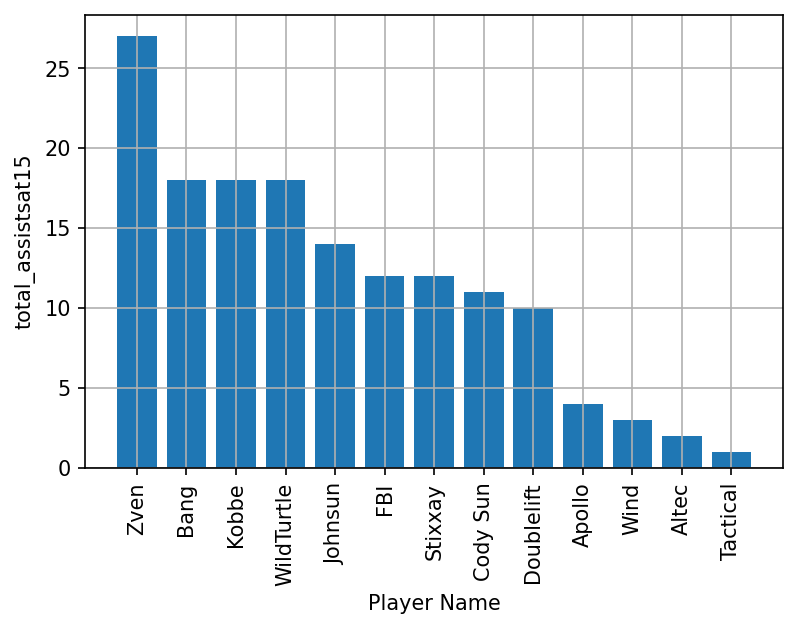 total_assistsat15
25
20
15
10
5
0
Zven
Bang
Kobbe
WildTurtle
Johnsun
FBI
Stixxay
Cody Sun
Doublelift
Apollo
Wind
Altec
Tactical
Player Name